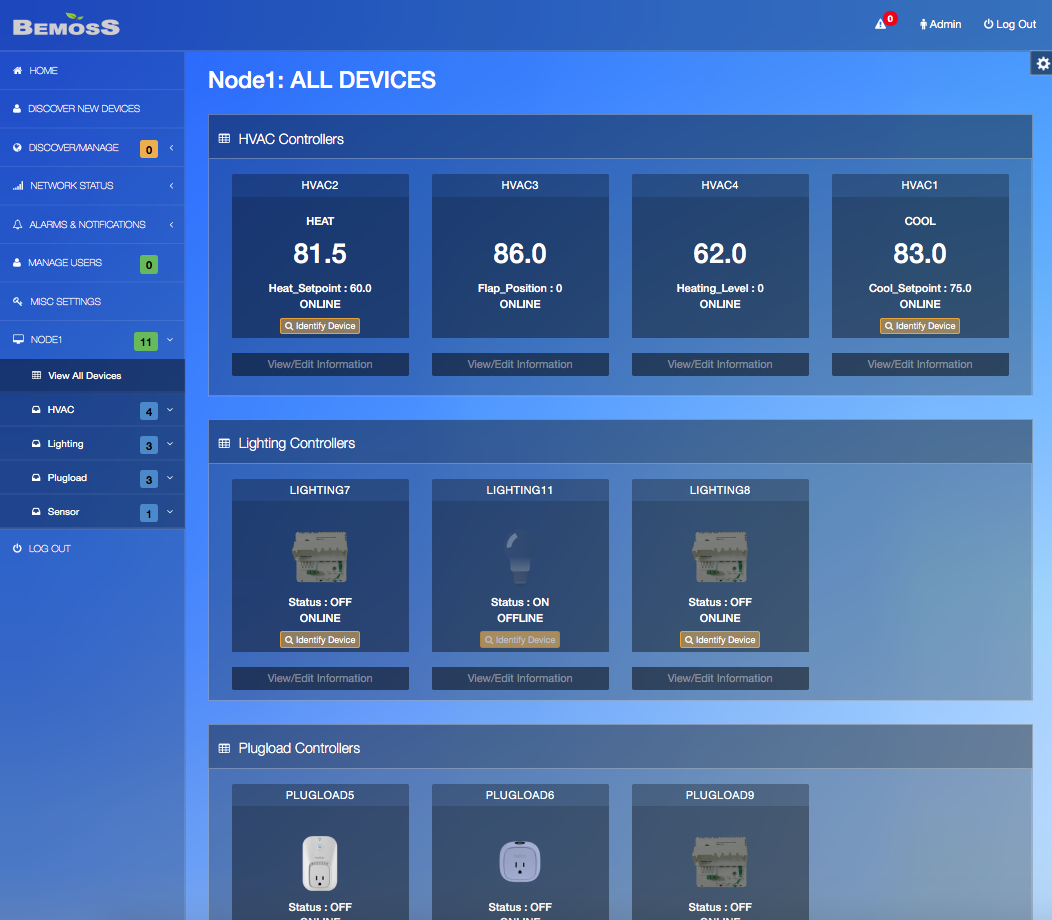 BEMOSS
0
Admin
Log Out
HOME
DISCOVER NEW DEVICES
DISCOVER/MANAGE 0
NETWORK STATUS
ALARMS & NOTIFICATIONS
MANAGE USERS 0
MISC SETTINGS
NODE1 11
View All Devices
HVAC 4
Lighting 3
Plugload 3
Sensor 1
LOG OUT
Node1: ALL DEVICES
HVAC Controllers
HVAC2
HEAT
81.5
Heat_Setpoint : 60.0
ONLINE
Identify Device
View/Edit Information
HVAC3
86.0
Flap_Position : 0
ONLINE
View/Edit Information
HVAC4
62.0
Heating_Level : 0
ONLINE
View/Edit Information
HVAC1
COOL
83.0
Cool_Setpoint : 75.0
ONLINE
Identify Device
View/Edit Information
Lighting Controllers
LIGHTING7
Status : OFF
ONLINE
Identify Device
View/Edit Information
LIGHTING11
Status : ON
OFFLINE
Identify Device
View/Edit Information
LIGHTING8
Status : OFF
ONLINE
Identify Device
View/Edit Information
Plugload Controllers
PLUGLOAD5
Status : OFF
ONLINE
PLUGLOAD6
Status : OFF
ONLINE
PLUGLOAD9
Status : OFF
ONLINE